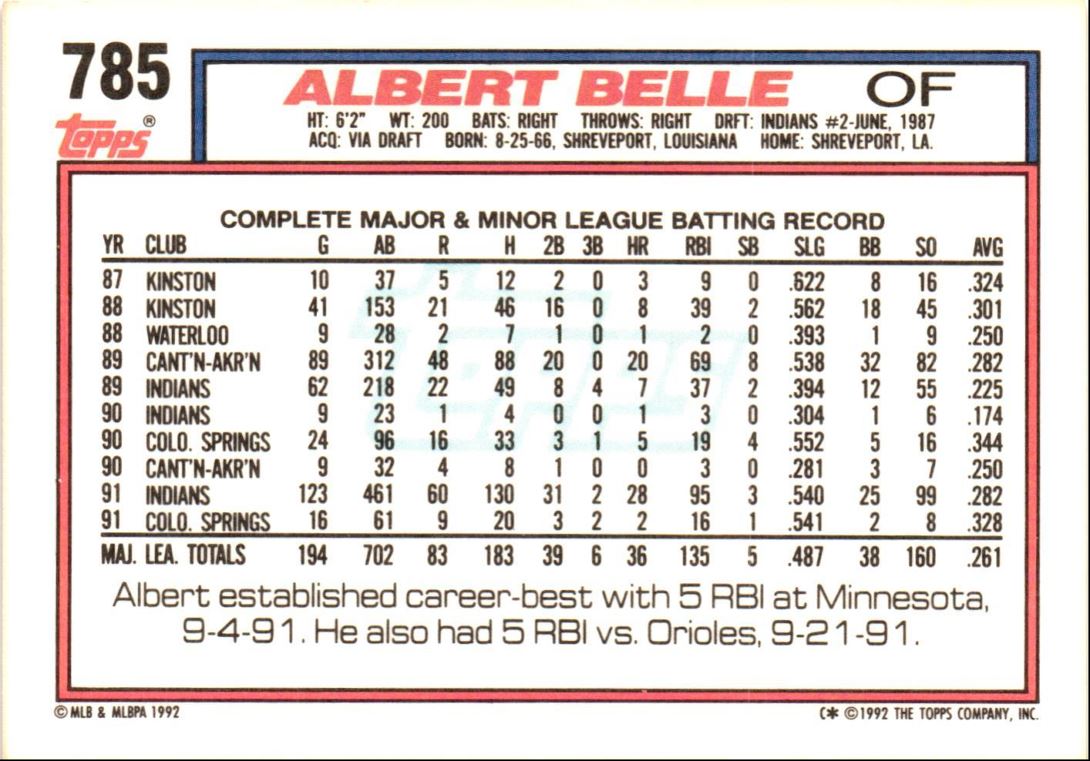 785
ALBERT BELLE OF
topps®
HT: 6'2" WT: 200 BATS: RIGHT THROWS: RIGHT DRFT: INDIANS #2-JUNE, 1987
ACQ: VIA DRAFT BORN: 8-25-66, SHREVEPORT, LOUISIANA HOME: SHREVEPORT, LA.
COMPLETE MAJOR & MINOR LEAGUE BATTING RECORD
YR CLUB G AB R H 2B 3B HR RBI SB SLG BB SO AVG
87 KINSTON 10 37 5 12 2 0 3 9 0 .622 8 16 .324
88 KINSTON 41 153 21 46 16 0 8 39 2 .562 18 45 .301
88 WATERLOO 9 28 2 7 1 0 1 2 0 .393 1 9 .250
89 CANT'N-AKR'N 89 312 48 88 20 0 20 69 8 .538 32 82 .282
89 INDIANS 62 218 22 49 8 4 7 37 2 .394 12 55 .225
90 INDIANS 9 23 1 4 0 0 1 3 0 .304 1 6 .174
90 COLO. SPRINGS 24 96 16 33 3 1 5 19 4 .552 5 16 .344
90 CANT'N-AKR'N 9 32 4 8 1 0 0 3 0 .281 3 7 .250
91 INDIANS 123 461 60 130 31 2 28 95 3 .540 25 99 .282
91 COLO. SPRINGS 16 61 9 20 3 2 2 16 1 .541 2 8 .328
MAJ. LEA. TOTALS 194 702 83 183 39 6 36 135 5 .487 38 160 .261
Topps
Albert established career-best with 5 RBI at Minnesota,
9-4-91. He also had 5 RBI vs. Orioles, 9-21-91.
© MLB & MLBPA 1992
C* ©1992 THE TOPPS COMPANY, INC.